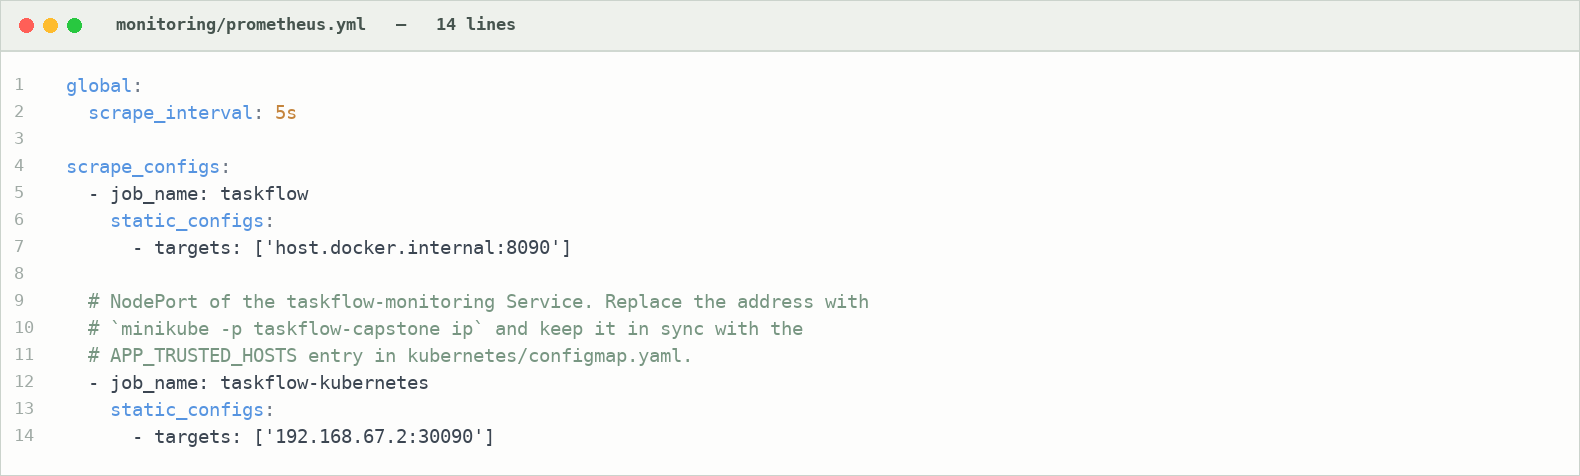 monitoring/prometheus.yml — 14 lines
1 global:
2   scrape_interval: 5s
3
4 scrape_configs:
5   - job_name: taskflow
6     static_configs:
7       - targets: ['host.docker.internal:8090']
8
9   # NodePort of the taskflow-monitoring Service. Replace the address with
10   # `minikube -p taskflow-capstone ip` and keep it in sync with the
11   # APP_TRUSTED_HOSTS entry in kubernetes/configmap.yaml.
12   - job_name: taskflow-kubernetes
13     static_configs:
14       - targets: ['192.168.67.2:30090']